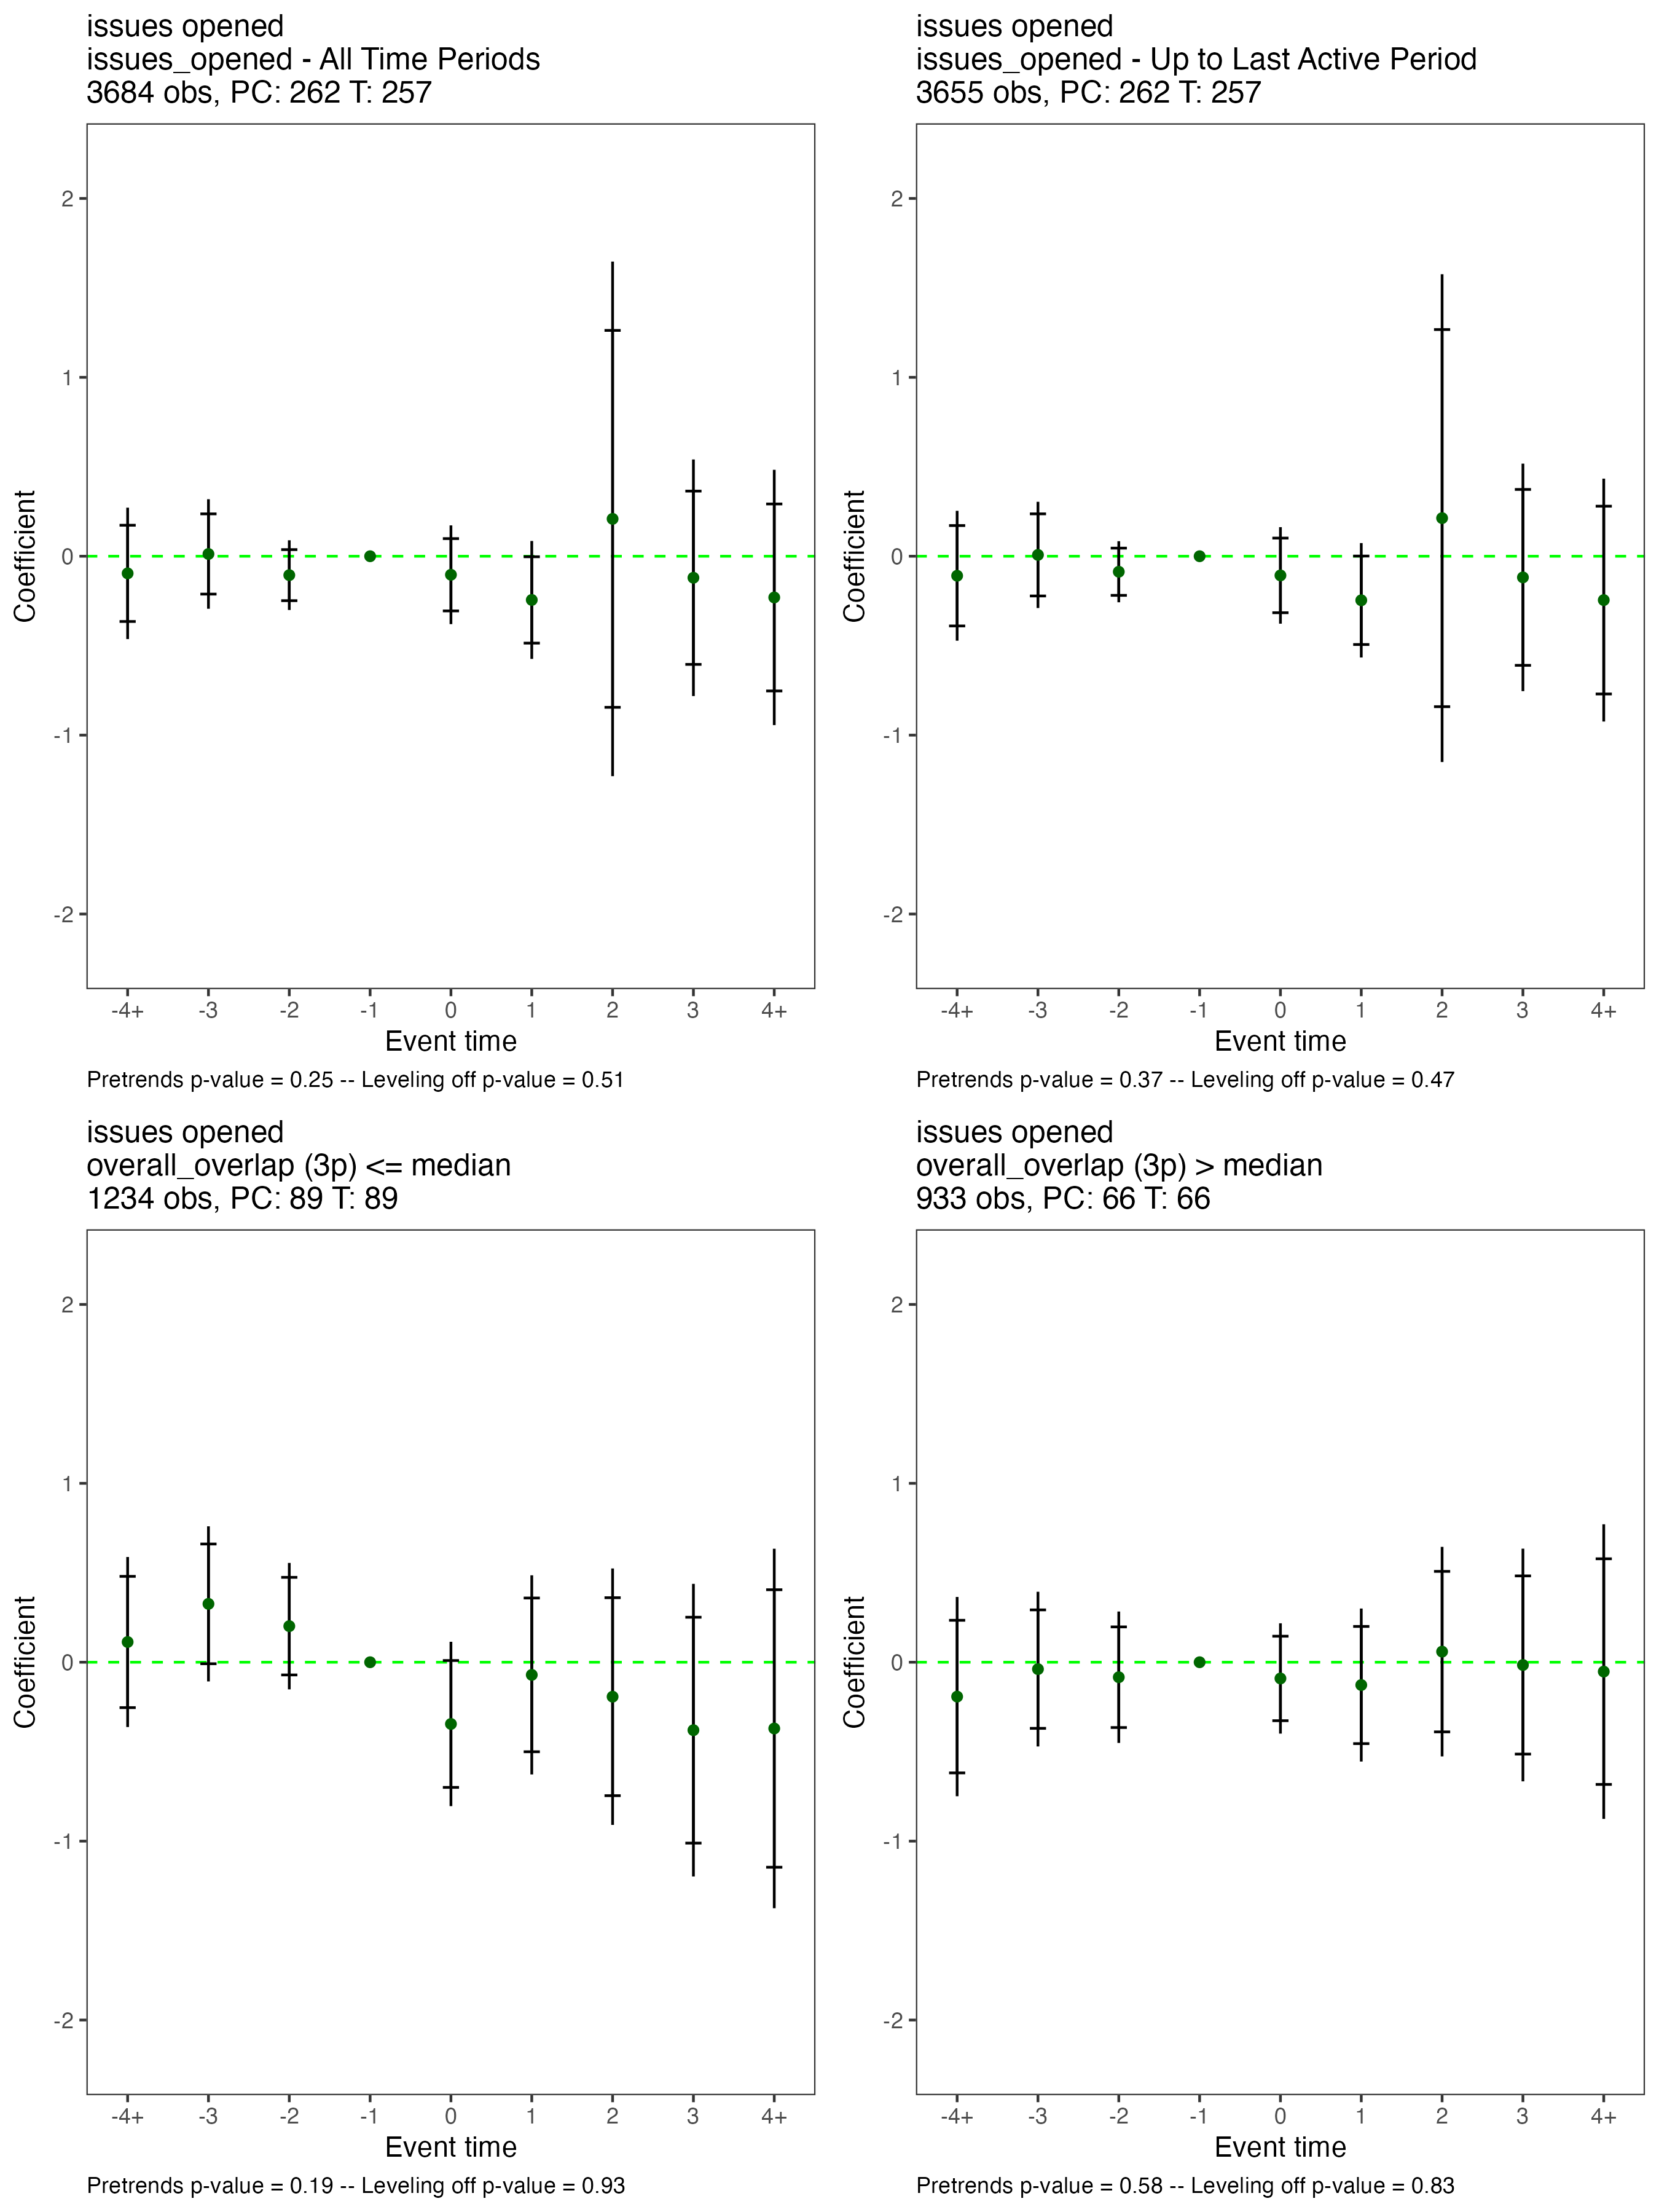 issues opened
issues_opened - All Time Periods
3684 obs, PC: 262 T: 257
Coefficient
2
1
0
-1
-2
-4+ -3 -2 -1 0 1 2 3 4+
Event time
Pretrends p-value = 0.25 -- Leveling off p-value = 0.51
issues opened
issues_opened - Up to Last Active Period
3655 obs, PC: 262 T: 257
Coefficient
2
1
0
-1
-2
-4+ -3 -2 -1 0 1 2 3 4+
Event time
Pretrends p-value = 0.37 -- Leveling off p-value = 0.47
issues opened
overall_overlap (3p) <= median
1234 obs, PC: 89 T: 89
Coefficient
2
1
0
-1
-2
-4+ -3 -2 -1 0 1 2 3 4+
Event time
Pretrends p-value = 0.19 -- Leveling off p-value = 0.93
issues opened
overall_overlap (3p) > median
933 obs, PC: 66 T: 66
Coefficient
2
1
0
-1
-2
-4+ -3 -2 -1 0 1 2 3 4+
Event time
Pretrends p-value = 0.58 -- Leveling off p-value = 0.83